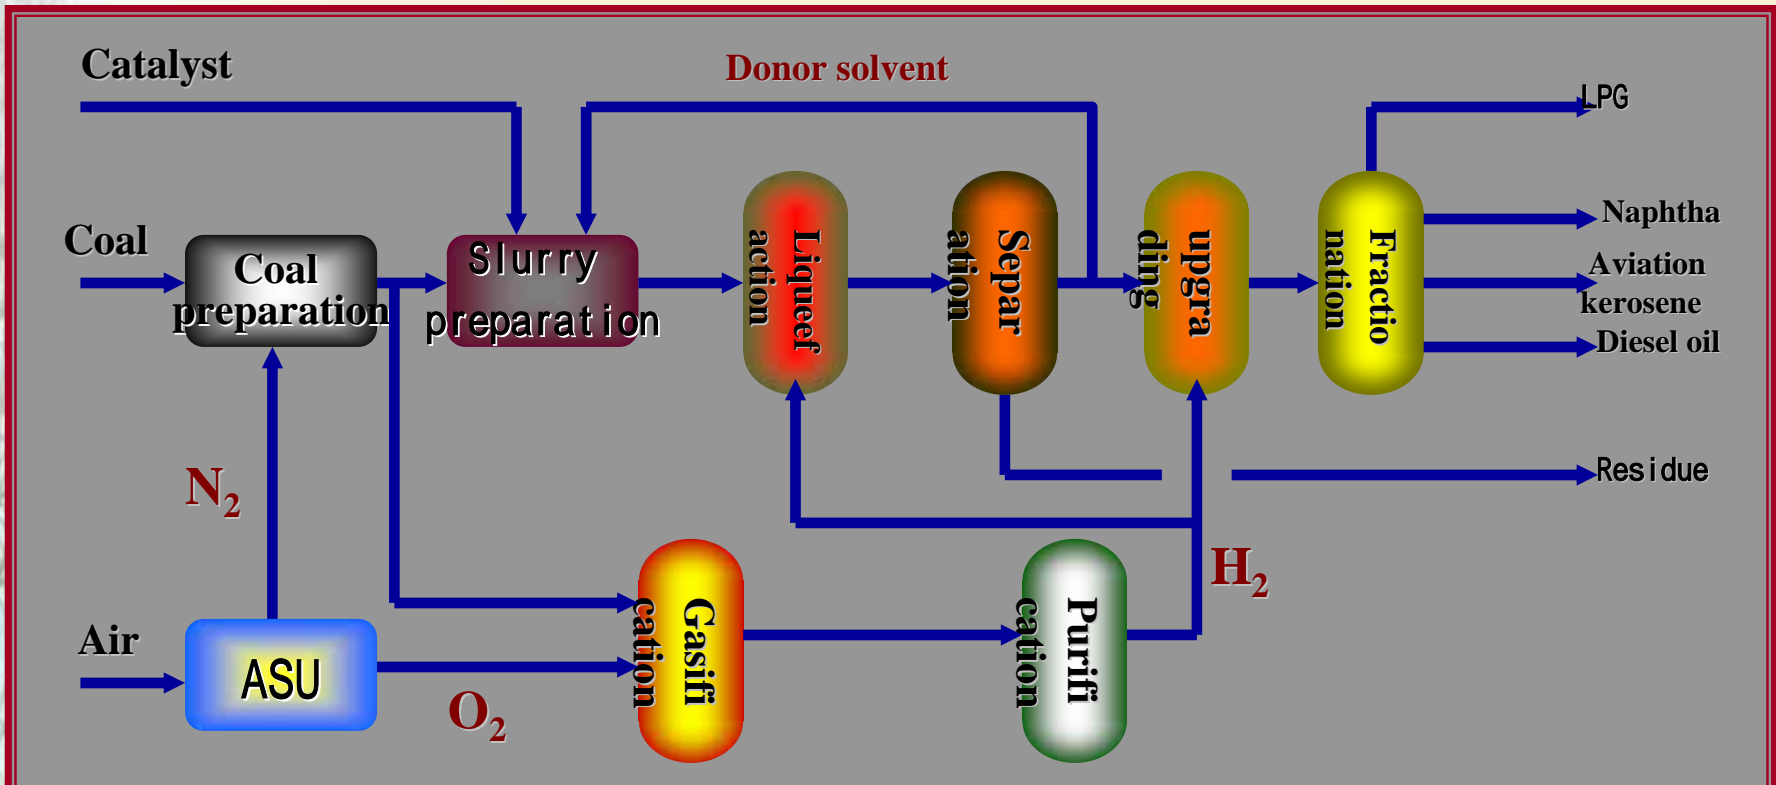 Catalyst
Donor solvent
LPG
Naphtha
Coal
Coal
preparation
Slurry
preparation
Liqueef
action
Separ
ation
upgra
ding
Fractio
nation
Aviation
kerosene
Diesel oil
N2
Residue
H2
Air
ASU
O2
Gasifi
cation
Purifi
cation